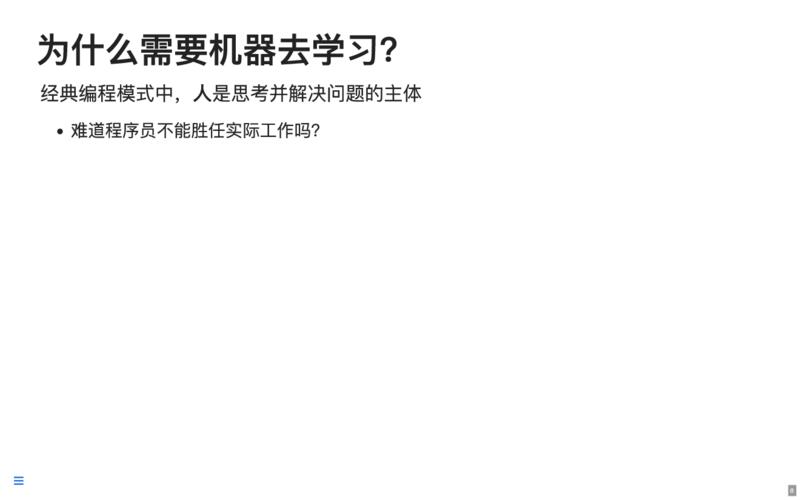 为什么需要机器去学习?
经典编程模式中，人是思考并解决问题的主体
• 难道程序员不能胜任实际工作吗?
8